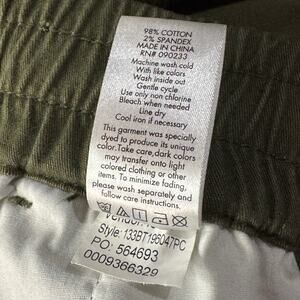 98% COTTON
2% SPANDEX
MADE IN CHINA
RN# 090233
Machine wash cold
With like colors
Wash inside out
Gentle cycle
Use only non chlorine
Bleach when needed
Line dry
Cool iron if necessary
This garment was specially
dyed to produce its unique
color. Take care, dark colors
may transfer onto light
colored clothing or other
items. To minimize fading,
please wash separately and
follow care instructions.
Style: 133BT196047PC
PO: 564693
0009366329